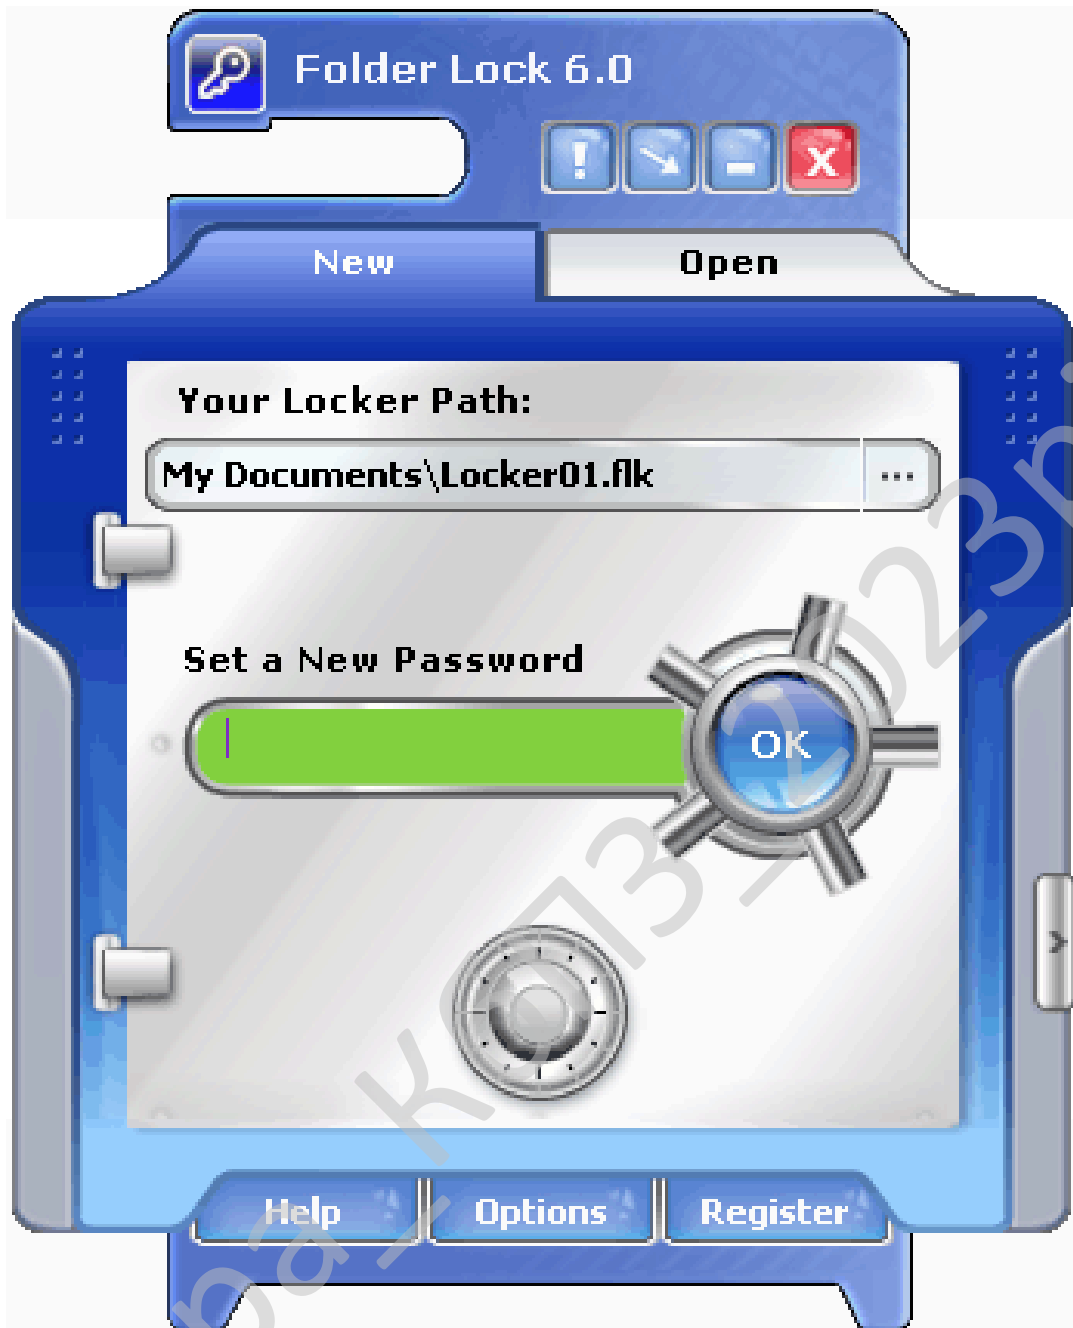 Folder Lock 6.0
New
Open
Your Locker Path:
My Documents\Locker01.flk
...
Set a New Password
OK
Help
Options
Register